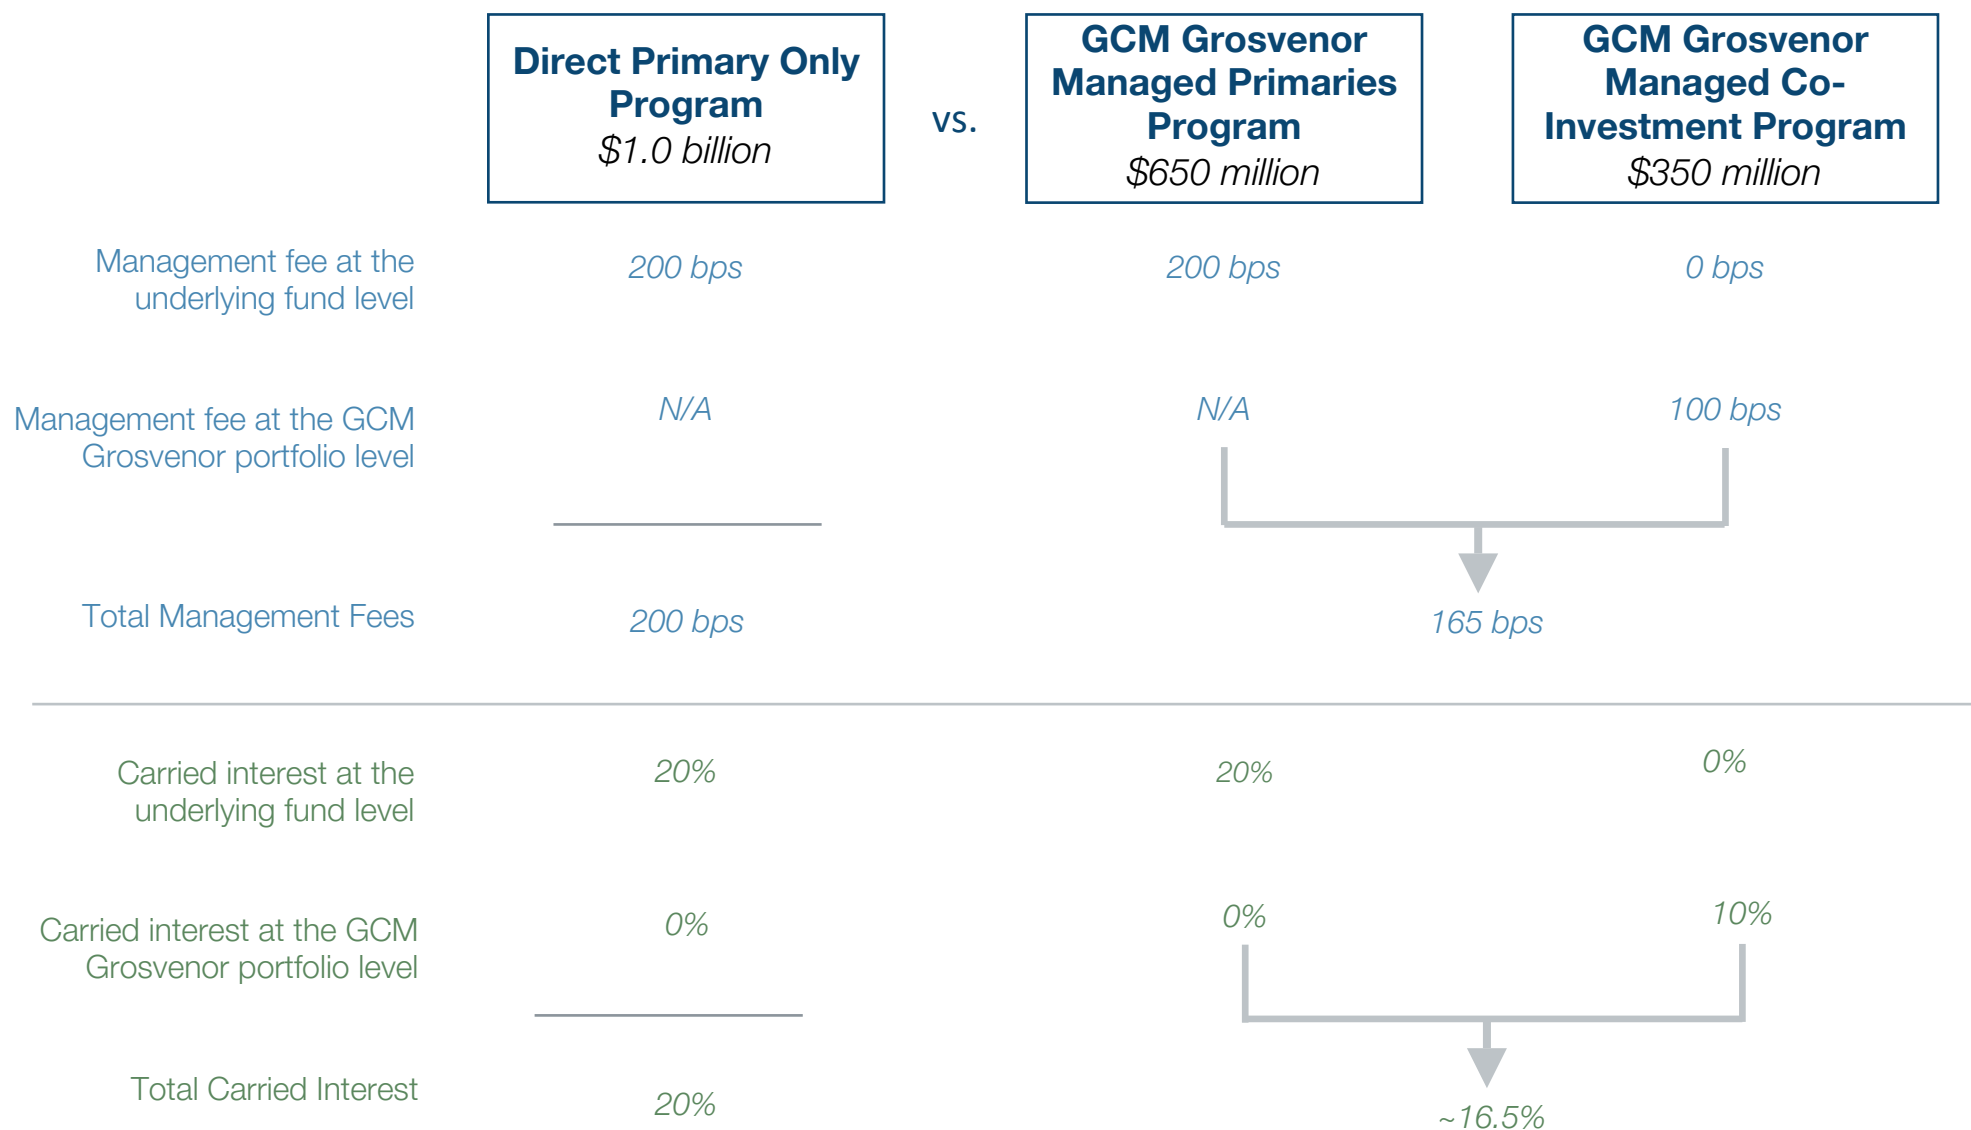 Direct Primary Only
Program
$1.0 billion
vs.
GCM Grosvenor
Managed Primaries
Program
$650 million
GCM Grosvenor
Managed Co-
Investment Program
$350 million
Management fee at the
underlying fund level
200 bps
200 bps
0 bps
Management fee at the GCM
Grosvenor portfolio level
N/A
N/A
100 bps
Total Management Fees
200 bps
165 bps
Carried interest at the
underlying fund level
20%
20%
0%
Carried interest at the GCM
Grosvenor portfolio level
0%
0%
10%
Total Carried Interest
20%
~16.5%